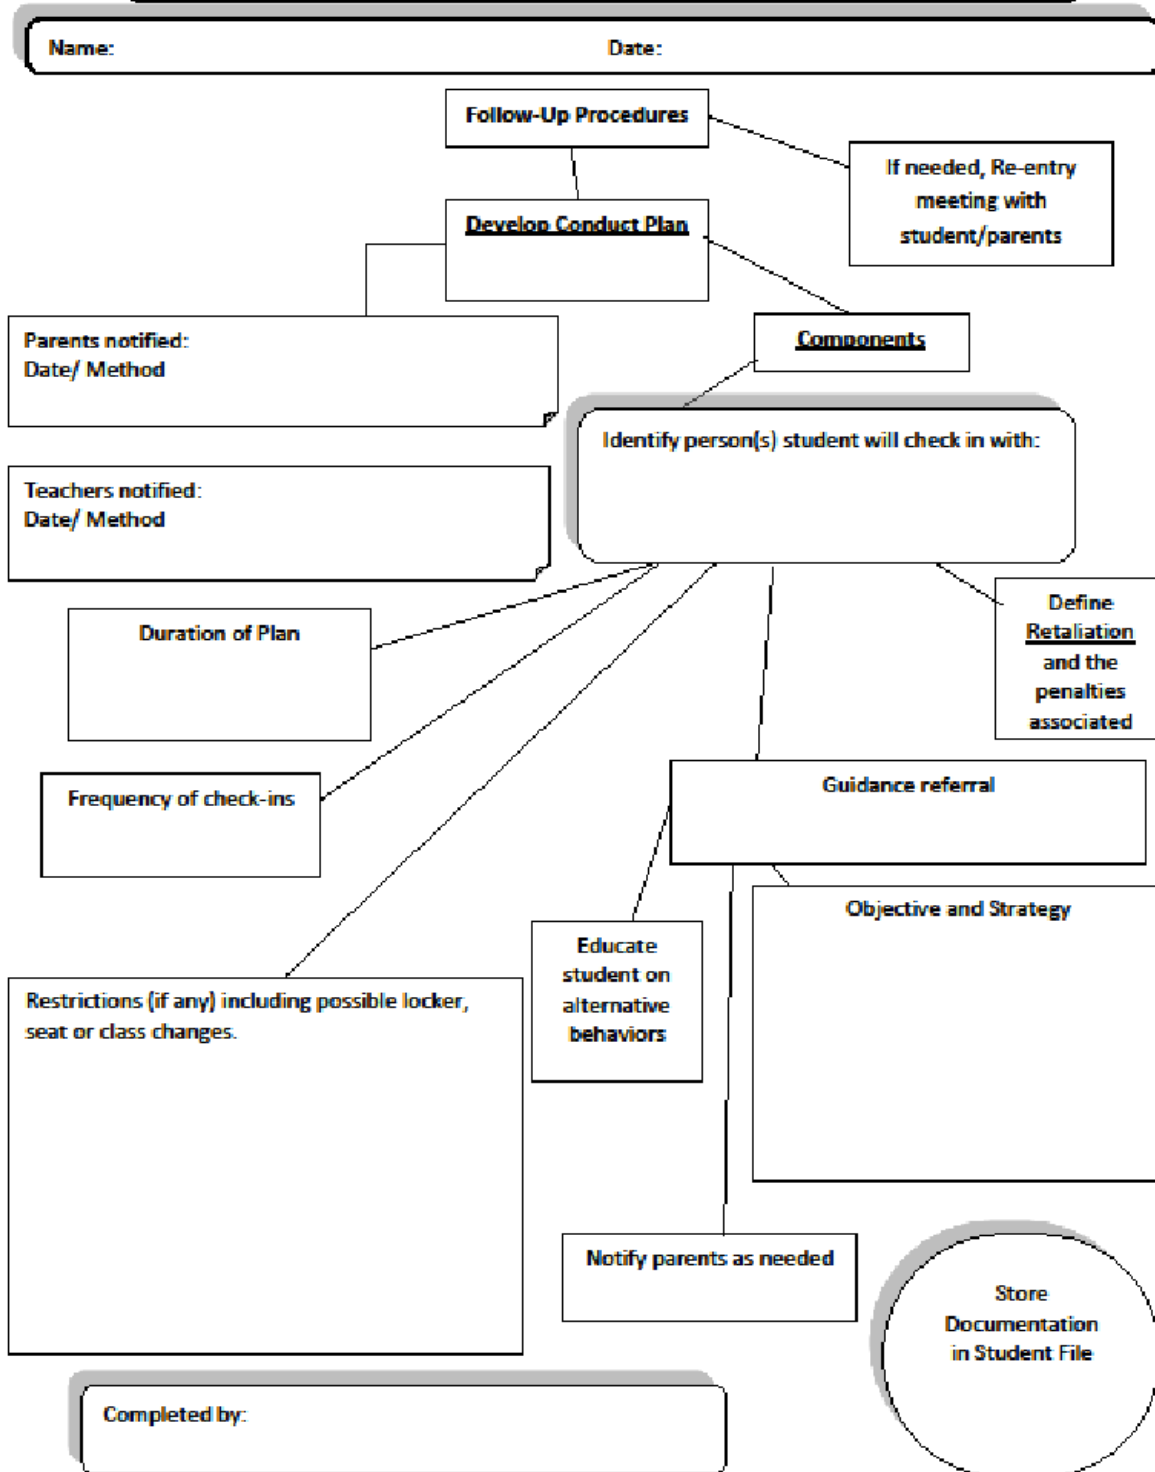 Name: Date:
Follow-Up Procedures
If needed, Re-entry
meeting with
student/parents
Develop Conduct Plan
Parents notified:
Date/ Method
Components
Identify person(s) student will check in with:
Teachers notified:
Date/ Method
Define
Retaliation
and the
penalties
associated
Duration of Plan
Frequency of check-ins
Guidance referral
Objective and Strategy
Educate
student on
alternative
behaviors
Restrictions (if any) including possible locker,
seat or class changes.
Notify parents as needed
Store
Documentation
in Student File
Completed by: